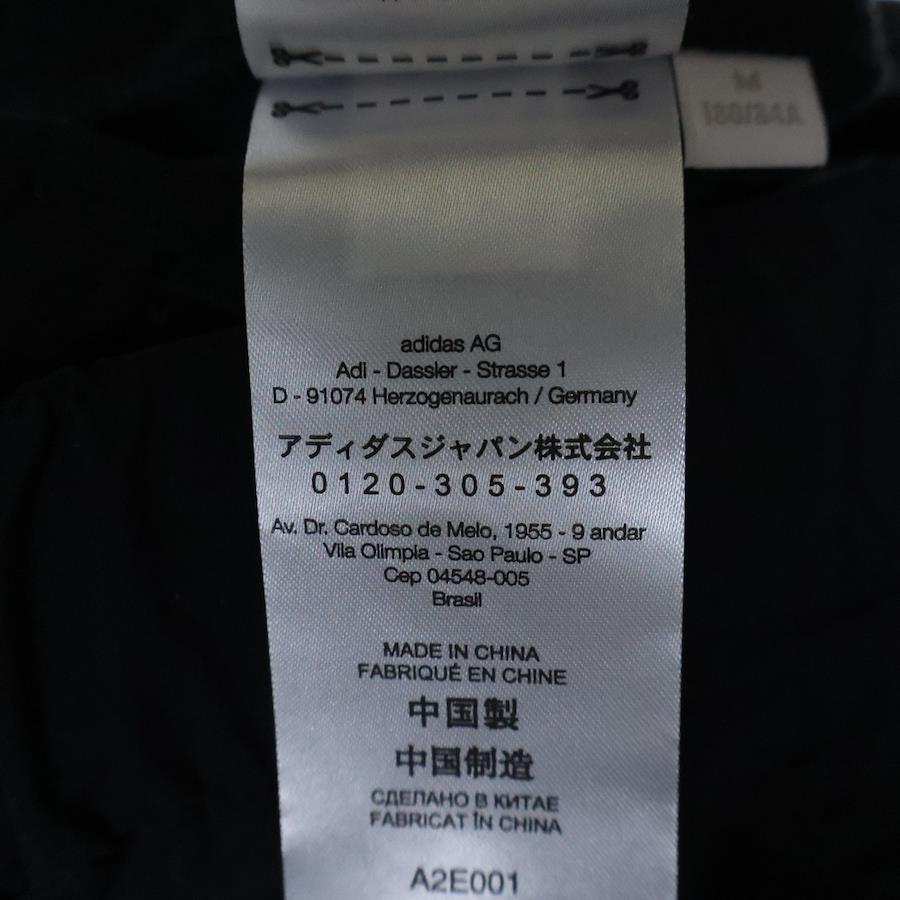 adidas AG
Adi - Dassler - Strasse 1
D - 91074 Herzogenaurach / Germany
アディダスジャパン株式会社
0120-305-393
Av. Dr. Cardoso de Melo, 1955 - 9 andar
Vila Olimpia - Sao Paulo - SP
Cep 04548-005
Brasil
MADE IN CHINA
FABRIQUÉ EN CHINE
中国製
中国制造
СДЕЛАНО В КИТАЕ
FABRICAT ÎN CHINA
A2E001
M